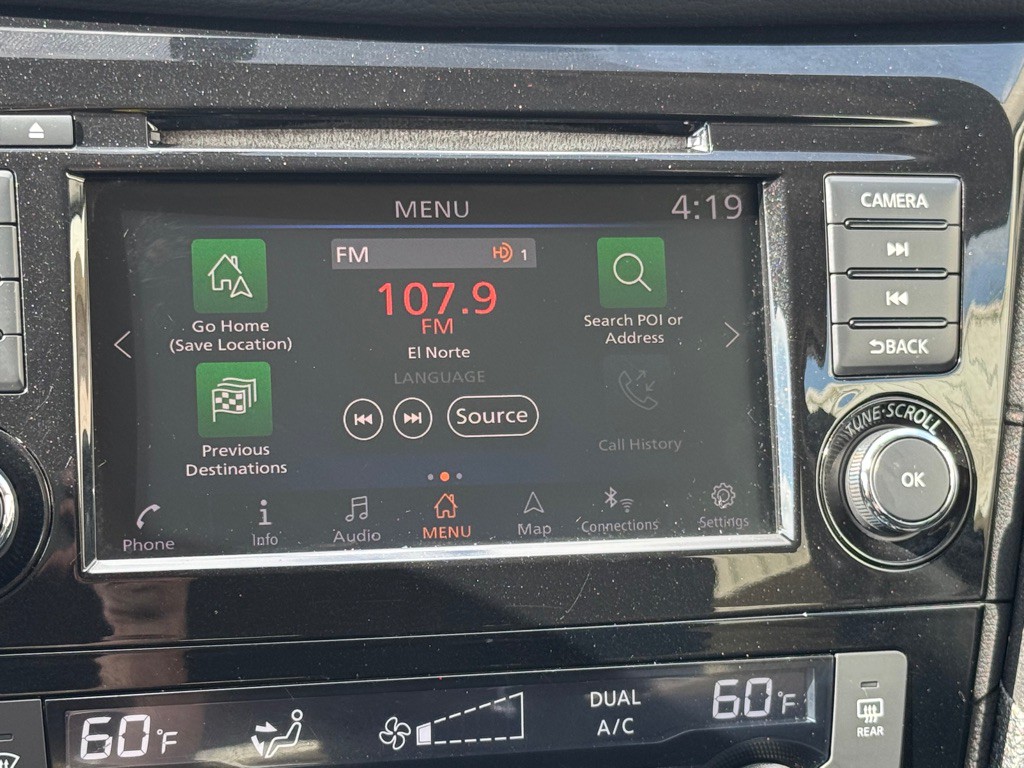 MENU
4:19
CAMERA
FM
HD 1
107.9
FM
El Norte
LANGUAGE
Source
Go Home
(Save Location)
Previous
Destinations
Search POI or
Address
Call History
BACK
TUNE·SCROLL
OK
Phone
Info
Audio
MENU
Map
Connections
Settings
60°F
DUAL
A/C
60°F
REAR